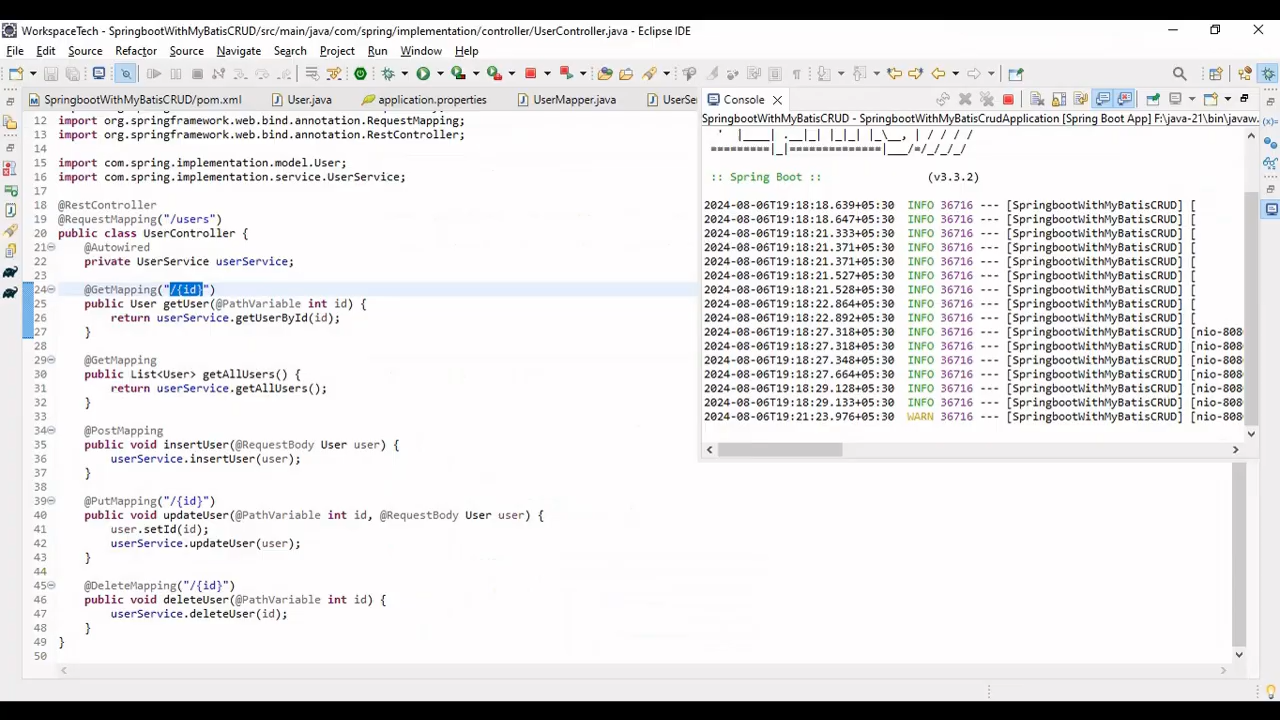 WorkspaceTech - SpringbootWithMyBatisCRUD/src/main/java/com/spring/implementation/controller/UserController.java - Eclipse IDE
File Edit Source Refactor Navigate Search Project Run Window Help
SpringbootWithMyBatisCRUD/pom.xml User.java application.properties UserMapper.java UserSe
12 import org.springframework.web.bind.annotation.RequestMapping;
13 import org.springframework.web.bind.annotation.RestController;
14
15 import com.spring.implementation.model.User;
16 import com.spring.implementation.service.UserService;
17
18 @RestController
19 @RequestMapping("/users")
20 public class UserController {
21 @Autowired
22 private UserService userService;
23
24 @GetMapping("/{id}")
25 public User getUser(@PathVariable int id) {
26 return userService.getUserById(id);
27 }
28
29 @GetMapping
30 public List<User> getAllUsers() {
31 return userService.getAllUsers();
32 }
33
34 @PostMapping
35 public void insertUser(@RequestBody User user) {
36 userService.insertUser(user);
37 }
38
39 @PutMapping("/{id}")
40 public void updateUser(@PathVariable int id, @RequestBody User user) {
41 user.setId(id);
42 userService.updateUser(user);
43 }
44
45 @DeleteMapping("/{id}")
46 public void deleteUser(@PathVariable int id) {
47 userService.deleteUser(id);
48 }
49 }
50
Console
SpringbootWithMyBatisCRUD - SpringbootWithMyBatisCrudApplication [Spring Boot App] F:\java-21\bin\javaw.
' |____| .__|_| |_|_| |_\__, | / / / /
=========|_|==============|___/=/_/_/_/
:: Spring Boot :: (v3.3.2)
2024-08-06T19:18:18.639+05:30 INFO 36716 --- [SpringbootWithMyBatisCRUD] [
2024-08-06T19:18:18.647+05:30 INFO 36716 --- [SpringbootWithMyBatisCRUD] [
2024-08-06T19:18:21.333+05:30 INFO 36716 --- [SpringbootWithMyBatisCRUD] [
2024-08-06T19:18:21.371+05:30 INFO 36716 --- [SpringbootWithMyBatisCRUD] [
2024-08-06T19:18:21.371+05:30 INFO 36716 --- [SpringbootWithMyBatisCRUD] [
2024-08-06T19:18:21.527+05:30 INFO 36716 --- [SpringbootWithMyBatisCRUD] [
2024-08-06T19:18:21.528+05:30 INFO 36716 --- [SpringbootWithMyBatisCRUD] [
2024-08-06T19:18:22.864+05:30 INFO 36716 --- [SpringbootWithMyBatisCRUD] [
2024-08-06T19:18:22.892+05:30 INFO 36716 --- [SpringbootWithMyBatisCRUD] [
2024-08-06T19:18:27.318+05:30 INFO 36716 --- [SpringbootWithMyBatisCRUD] [nio-808
2024-08-06T19:18:27.318+05:30 INFO 36716 --- [SpringbootWithMyBatisCRUD] [nio-808
2024-08-06T19:18:27.348+05:30 INFO 36716 --- [SpringbootWithMyBatisCRUD] [nio-808
2024-08-06T19:18:27.664+05:30 INFO 36716 --- [SpringbootWithMyBatisCRUD] [nio-808
2024-08-06T19:18:29.128+05:30 INFO 36716 --- [SpringbootWithMyBatisCRUD] [nio-808
2024-08-06T19:18:29.133+05:30 INFO 36716 --- [SpringbootWithMyBatisCRUD] [nio-808
2024-08-06T19:21:23.976+05:30 WARN 36716 --- [SpringbootWithMyBatisCRUD] [nio-808